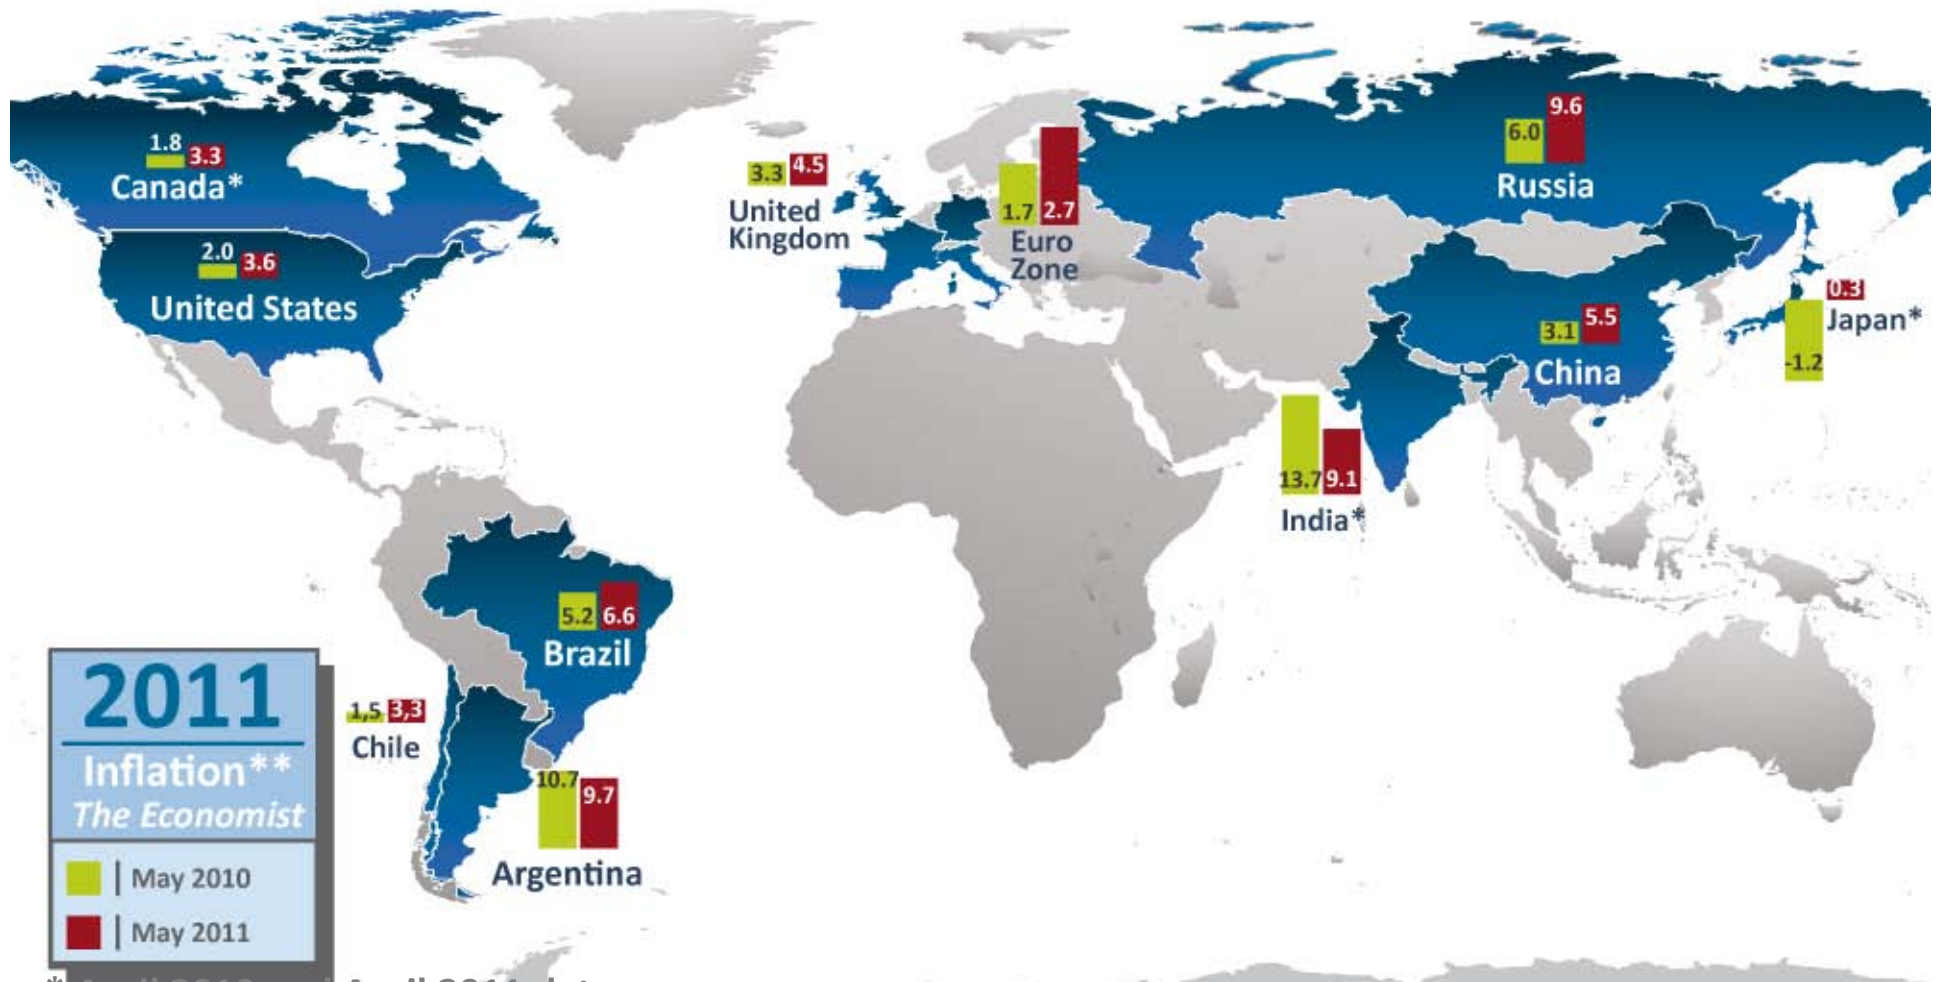 1.8
3.3
Canada*
2.0
3.6
United States
3.3
4.5
United
Kingdom
1.7
2.7
Euro
Zone
6.0
9.6
Russia
3.1
5.5
China
0.3
Japan*
-1.2
13.7
9.1
India*
5.2
6.6
Brazil
1,5
3,3
Chile
10.7
9.7
Argentina
2011
Inflation**
The Economist
May 2010
May 2011